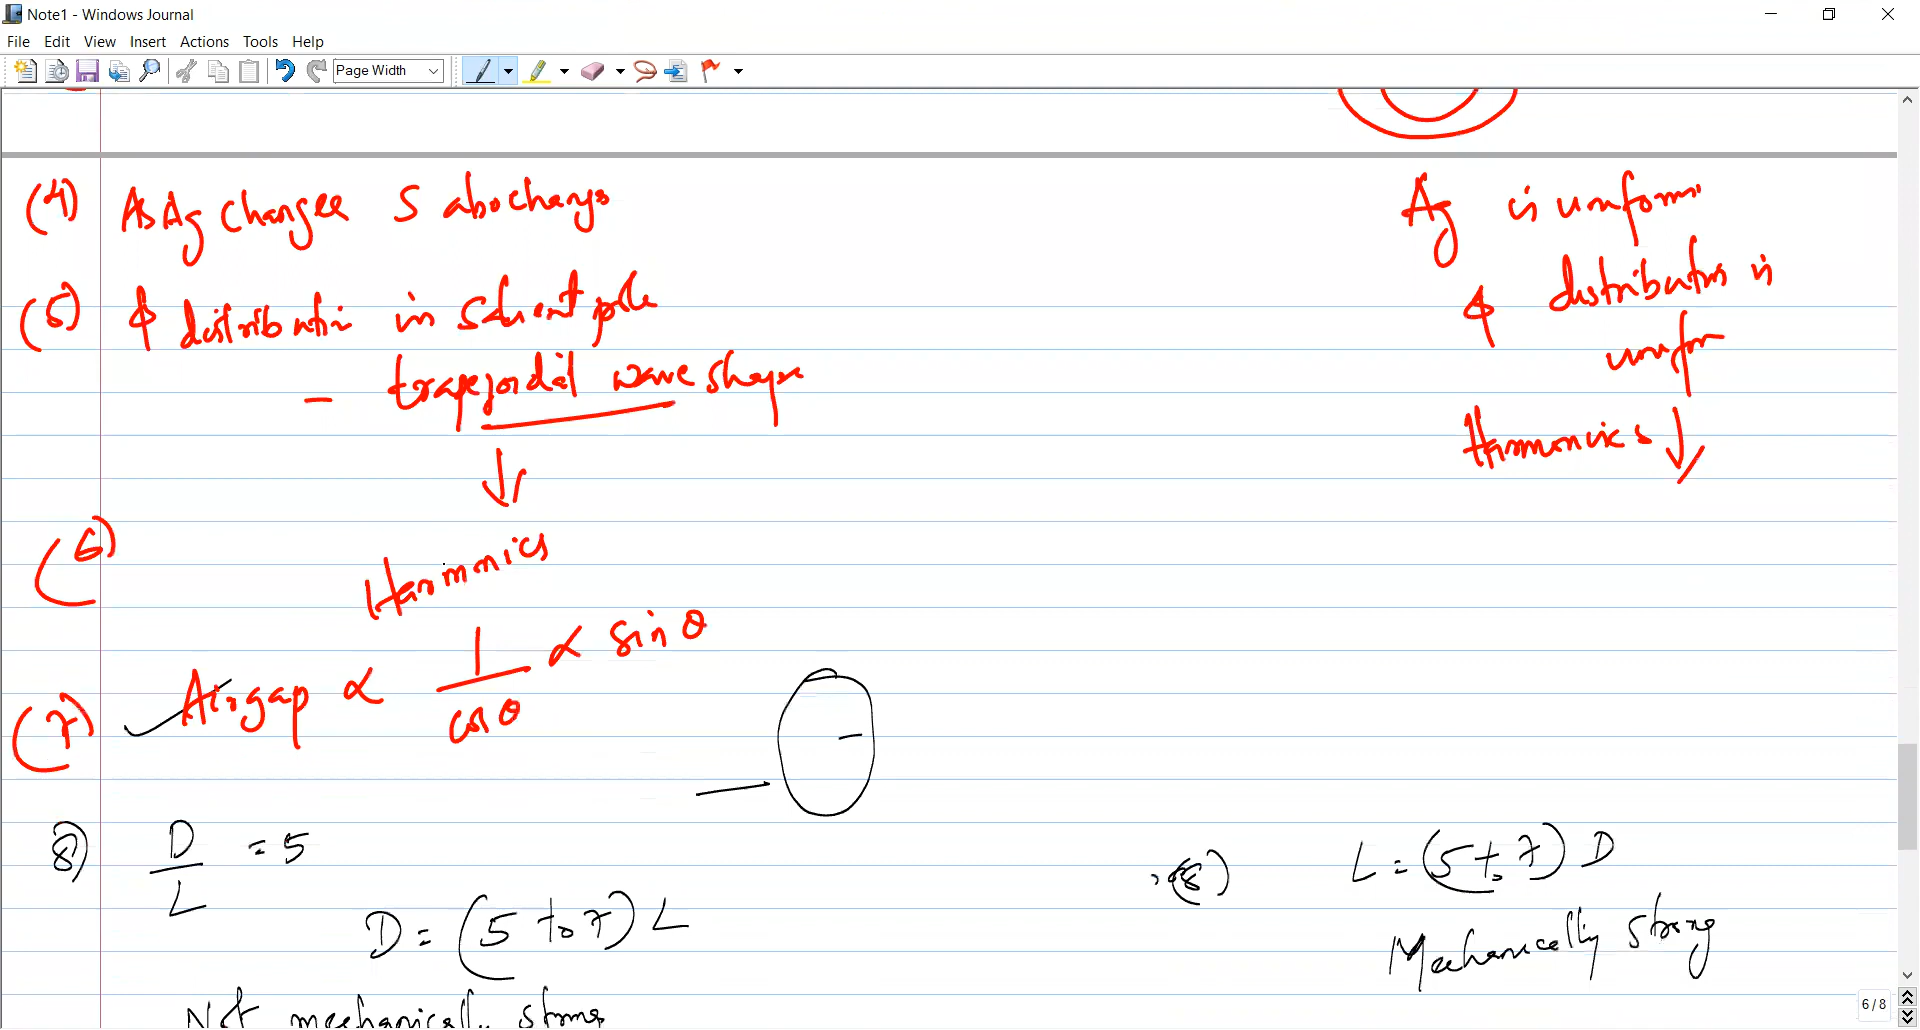 Note1 - Windows Journal
File Edit View Insert Actions Tools Help
Page Width
(4) As Ag changes S also changes
(5) ϕ distribution in Salient pole
– trapezoidal wave shape
↓
Harmonics
(6)
(7) Airgap ∝ 1/cos θ ∝ sin θ
8) D/L = 5
D = (5 to 7) L
Not mechanically strong
Ag is uniform
ϕ distribution is
uniform
Harmonics ↓
(8) L = (5 to 7) D
Mechanically strong
6 / 8